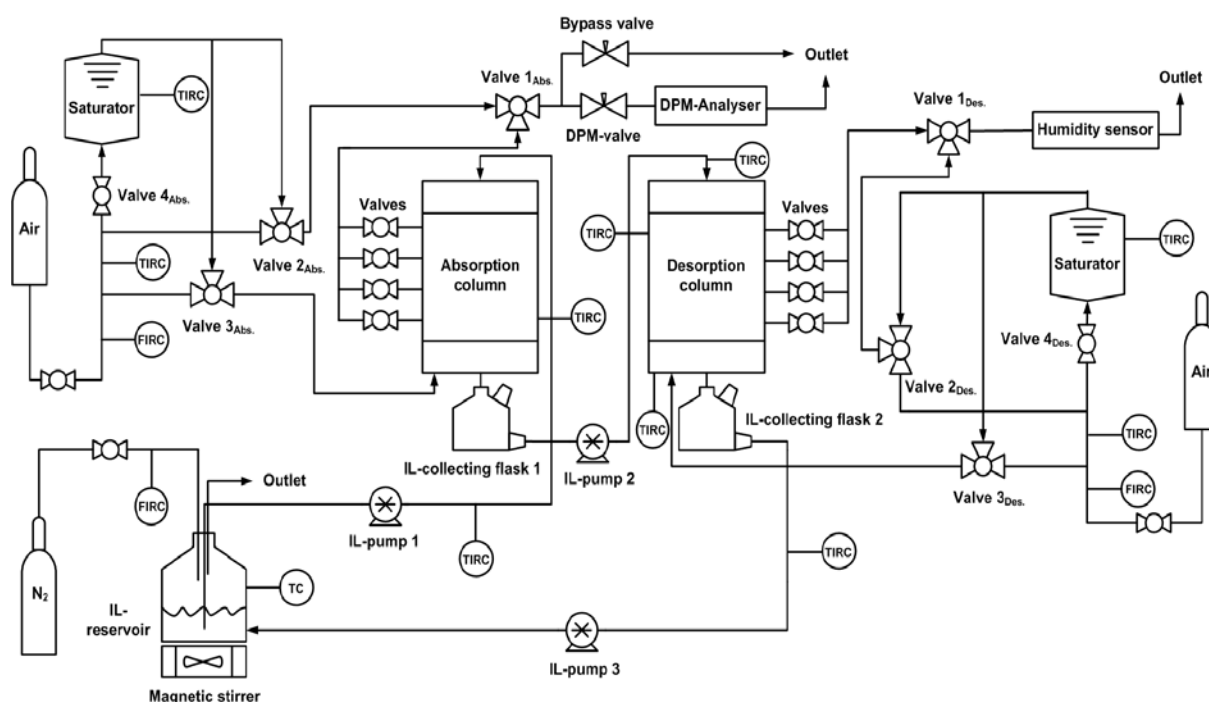 Bypass valve
Outlet
Valve 1Abs.
Saturator
TIRC
DPM-Analyser
DPM-valve
Outlet
Valve 1Des.
Humidity sensor
TIRC
Valve 4Abs.
Air
Valves
Valve 2Abs.
TIRC
Absorption
column
TIRC
Valve 3Abs.
FIRC
TIRC
Desorption
column
Valves
Saturator
TIRC
Valve 4Des.
Valve 2Des.
Air
TIRC
IL-collecting flask 1
IL-pump 2
IL-collecting flask 2
TIRC
Valve 3Des.
FIRC
FIRC
Outlet
IL-pump 1
TIRC
TIRC
N2
TC
IL-
reservoir
IL-pump 3
Magnetic stirrer